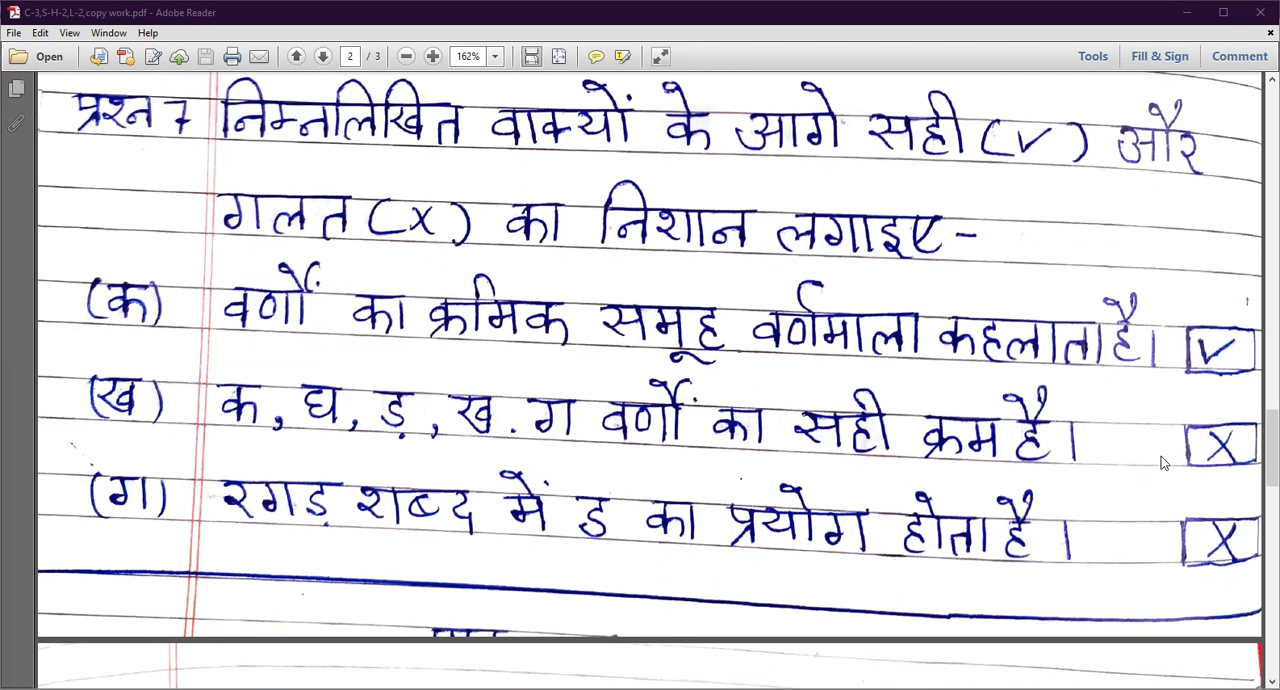 C-3,S-H-2,L-2,copy work.pdf - Adobe Reader
File Edit View Window Help
Open 2 / 3 162% Tools Fill & Sign Comment
प्रश्न 7 निम्नलिखित वाक्यों के आगे सही (✓) और
गलत (X) का निशान लगाइए -
(क) वर्णों का क्रमिक समूह वर्णमाला कहलाता है। ✓
(ख) क, घ, ड़, ख. ग वर्णों का सही क्रम है। X
(ग) रगड़ शब्द में ड का प्रयोग होता है। X